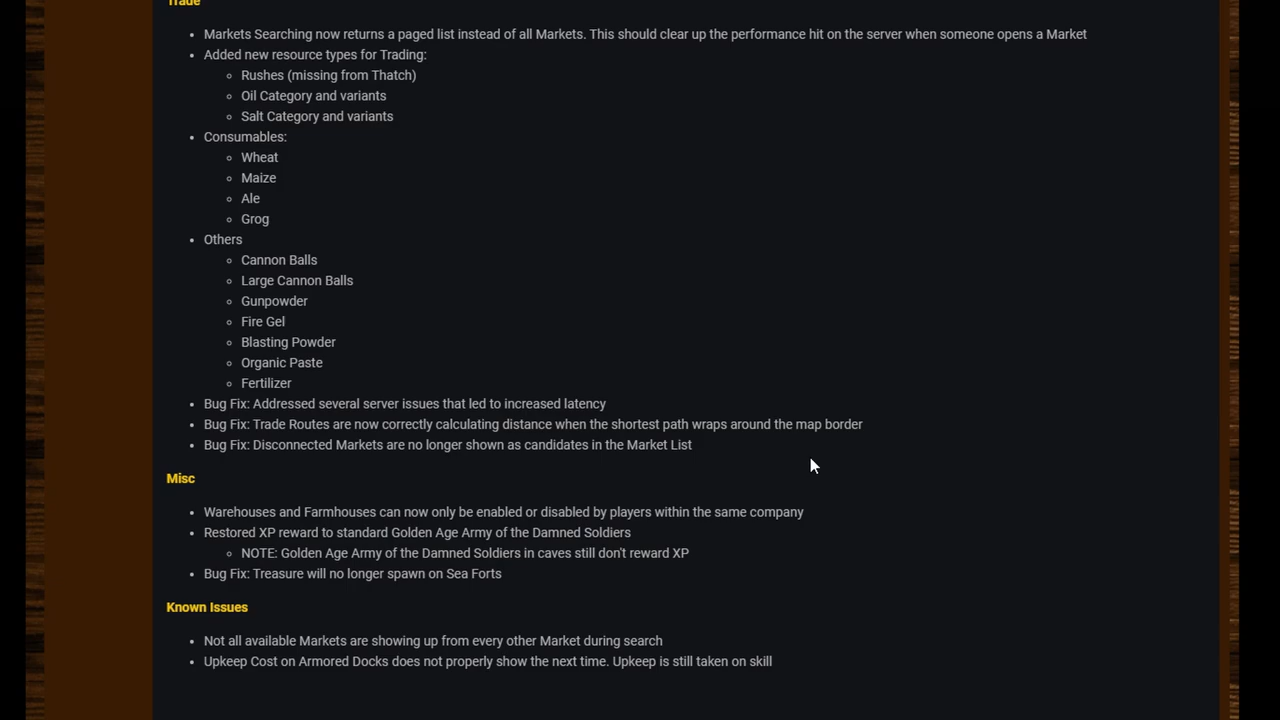 Trade
Markets Searching now returns a paged list instead of all Markets. This should clear up the performance hit on the server when someone opens a Market
Added new resource types for Trading:
Rushes (missing from Thatch)
Oil Category and variants
Salt Category and variants
Consumables:
Wheat
Maize
Ale
Grog
Others
Cannon Balls
Large Cannon Balls
Gunpowder
Fire Gel
Blasting Powder
Organic Paste
Fertilizer
Bug Fix: Addressed several server issues that led to increased latency
Bug Fix: Trade Routes are now correctly calculating distance when the shortest path wraps around the map border
Bug Fix: Disconnected Markets are no longer shown as candidates in the Market List
Misc
Warehouses and Farmhouses can now only be enabled or disabled by players within the same company
Restored XP reward to standard Golden Age Army of the Damned Soldiers
NOTE: Golden Age Army of the Damned Soldiers in caves still don't reward XP
Bug Fix: Treasure will no longer spawn on Sea Forts
Known Issues
Not all available Markets are showing up from every other Market during search
Upkeep Cost on Armored Docks does not properly show the next time. Upkeep is still taken on skill